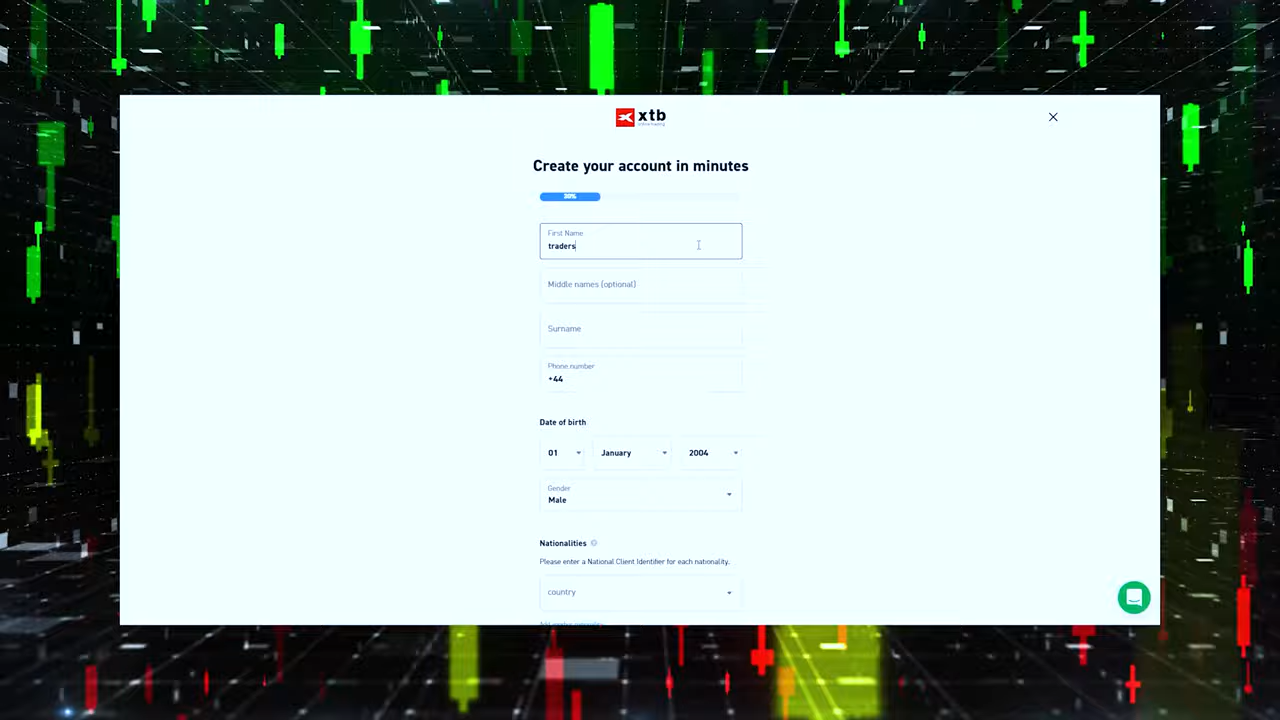 xtb
Create your account in minutes
30%
First Name
traders
Middle names (optional)
Surname
Phone number
+44
Date of birth
01 January 2004
Gender
Male
Nationalities
Please enter a National Client Identifier for each nationality.
country